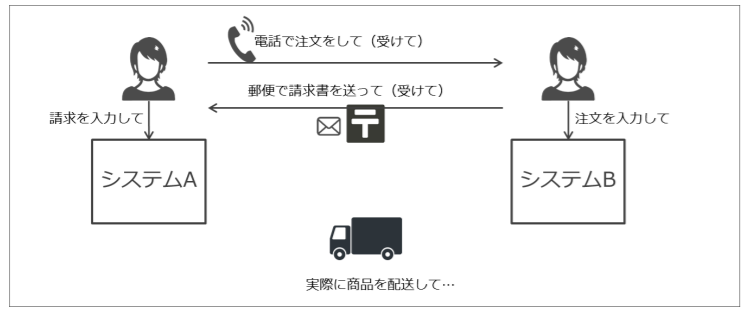 電話で注文をして（受けて）
郵便で請求書を送って（受けて）
請求を入力して
注文を入力して
システムA
システムB
実際に商品を配送して…